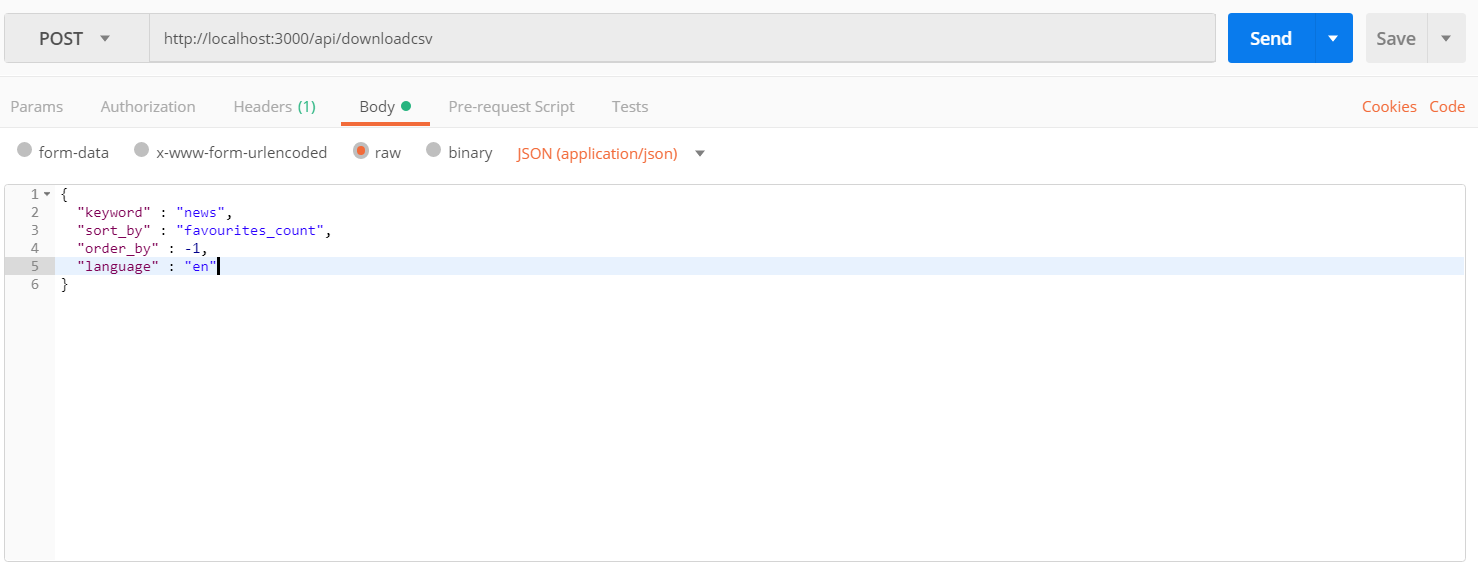 POST http://localhost:3000/api/downloadcsv Send Save
Params Authorization Headers (1) Body Pre-request Script Tests Cookies Code
form-data x-www-form-urlencoded raw binary JSON (application/json)
1 {
2 "keyword" : "news",
3 "sort_by" : "favourites_count",
4 "order_by" : -1,
5 "language" : "en"
6 }